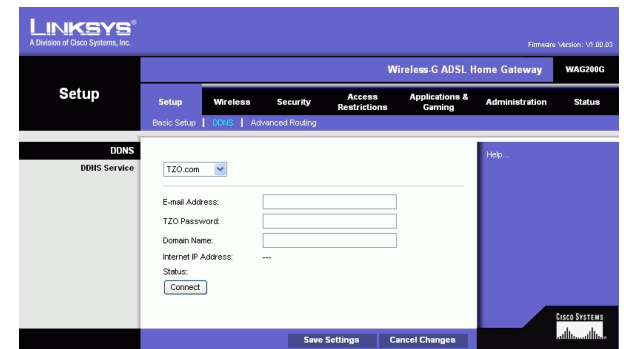 LINKSYS®
A Division of Cisco Systems, Inc.
Firmware Version: V1.00.03
Wireless-G ADSL Home Gateway WAG200G
Setup
Setup Wireless Security Access Restrictions Applications & Gaming Administration Status
Basic Setup | DDNS | Advanced Routing
DDNS
DDNS Service
TZO.com
Help...
E-mail Address:
TZO Password:
Domain Name:
Internet IP Address: ---
Status:
Connect
Save Settings Cancel Changes
CISCO SYSTEMS